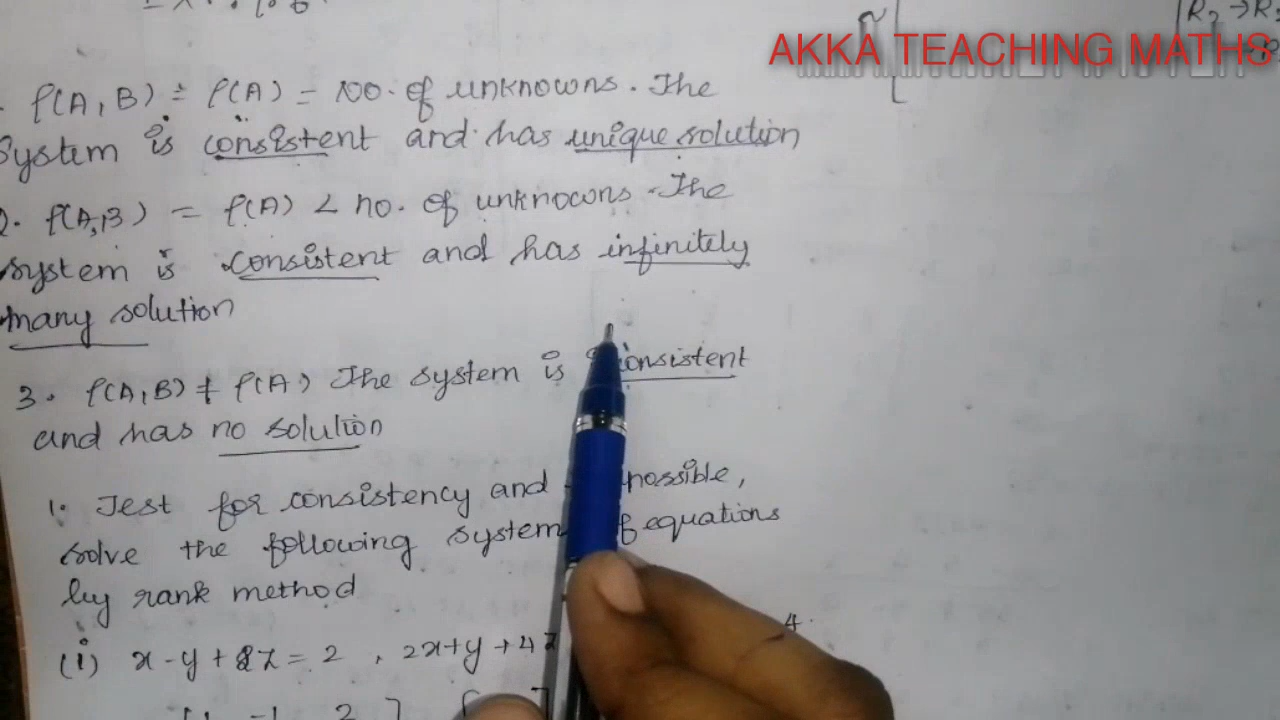 AKKA TEACHING MATHS
ρ(A,B) = ρ(A) = no. of unknowns. The
system is consistent and has unique solution
2. ρ(A,B) = ρ(A) < no. of unknowns. The
system is consistent and has infinitely
many solution
3. ρ(A,B) ≠ ρ(A) The system is consistent
and has no solution
1. Test for consistency and possible,
solve the following system of equations
by rank method
(i) x - y + 2z = 2, 2x + y + 4z
4